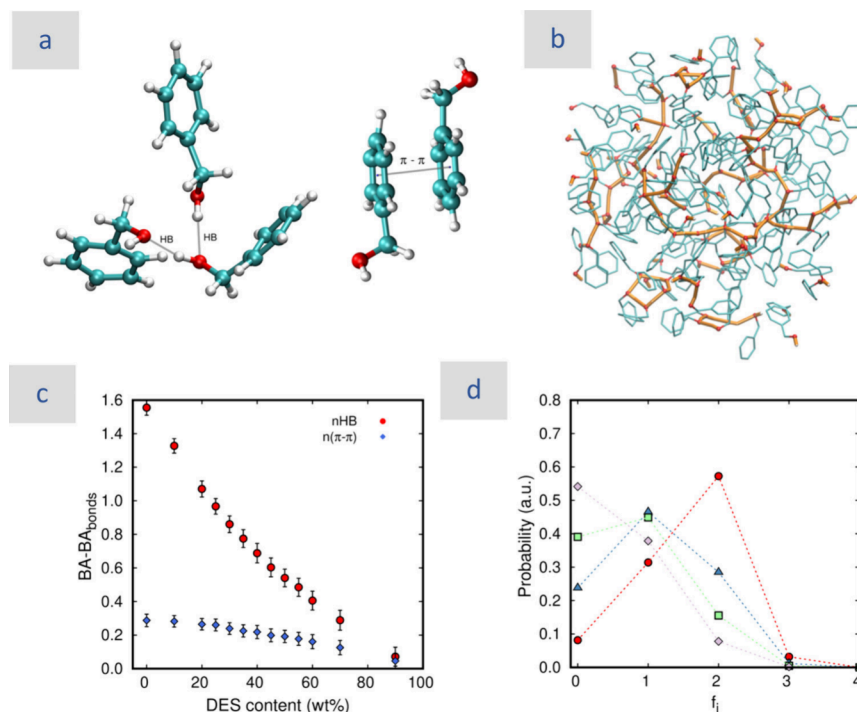 a
HB
HB
π - π
b
c
1.6
1.4
1.2
1.0
0.8
0.6
0.4
0.2
0.0
BA-BAbonds
nHB
n(π-π)
0 20 40 60 80 100
DES content (wt%)
d
0.8
0.7
0.6
0.5
0.4
0.3
0.2
0.1
0.0
Probability (a.u.)
0 1 2 3 4
fi